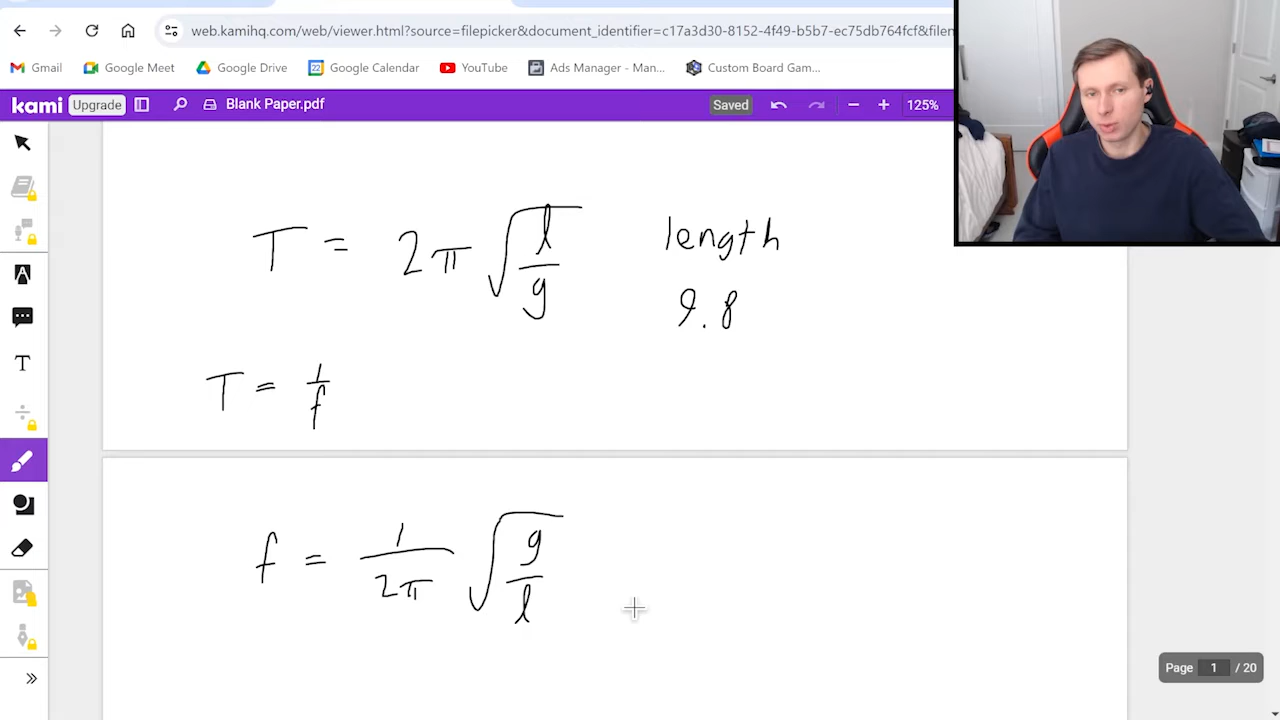 web.kamihq.com/web/viewer.html?source=filepicker&document_identifier=c17a3d30-8152-4f49-b5b7-ec75db764fcf&filen
Gmail Google Meet Google Drive 22 Google Calendar YouTube Ads Manager - Man... Custom Board Gam...
kami Upgrade Blank Paper.pdf Saved 125%
T = 2π √(l/g) length
9.8
T = 1/f
f = 1/2π √(g/l)
Page 1 / 20